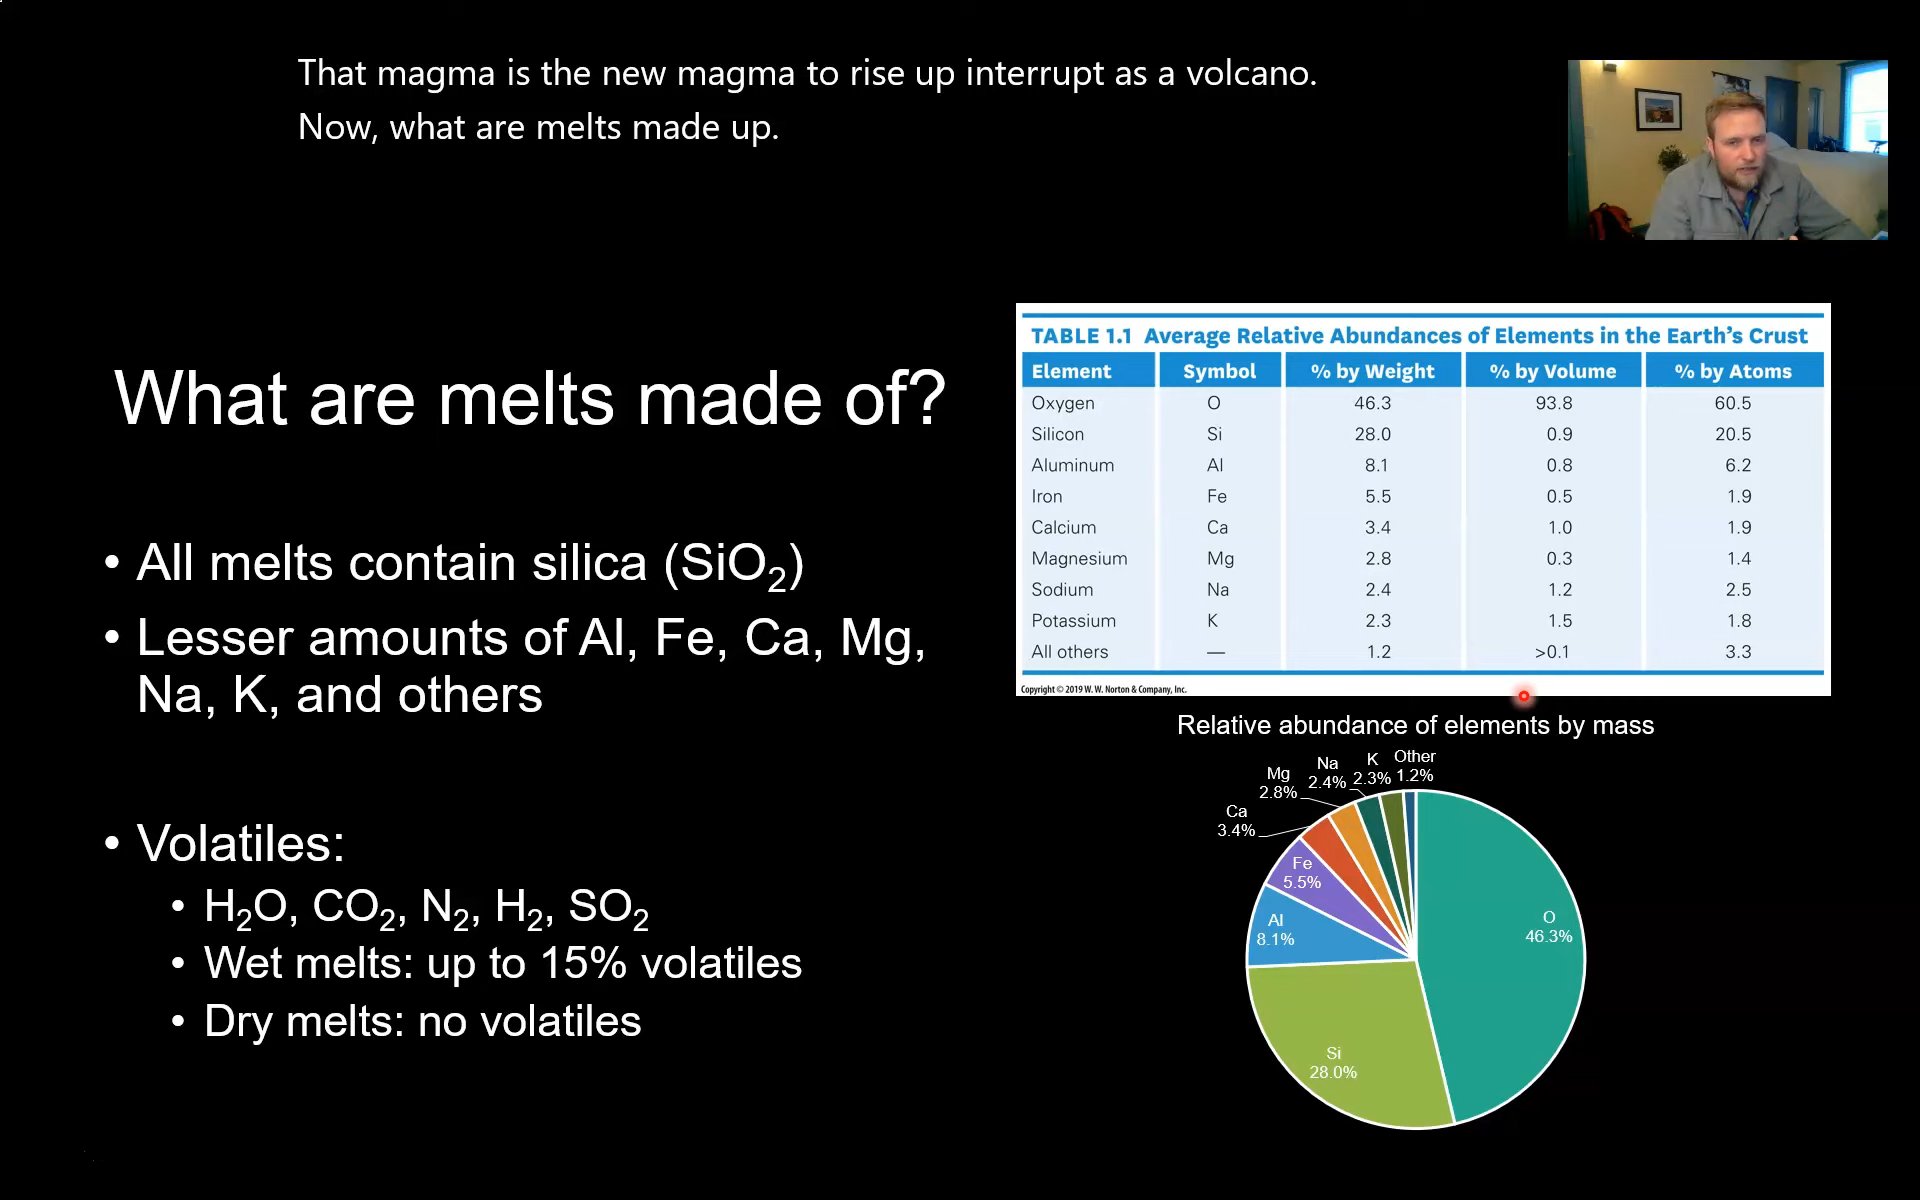 That magma is the new magma to rise up interrupt as a volcano.
Now, what are melts made up.
What are melts made of?
• All melts contain silica (SiO₂)
• Lesser amounts of Al, Fe, Ca, Mg,
Na, K, and others
• Volatiles:
• H₂O, CO₂, N₂, H₂, SO₂
• Wet melts: up to 15% volatiles
• Dry melts: no volatiles
TABLE 1.1 Average Relative Abundances of Elements in the Earth's Crust
Element Symbol % by Weight % by Volume % by Atoms
Oxygen O 46.3 93.8 60.5
Silicon Si 28.0 0.9 20.5
Aluminum Al 8.1 0.8 6.2
Iron Fe 5.5 0.5 1.9
Calcium Ca 3.4 1.0 1.9
Magnesium Mg 2.8 0.3 1.4
Sodium Na 2.4 1.2 2.5
Potassium K 2.3 1.5 1.8
All others — 1.2 >0.1 3.3
Copyright © 2019 W. W. Norton & Company, Inc.
Relative abundance of elements by mass
Other
1.2%
K
2.3%
Na
2.4%
Mg
2.8%
Ca
3.4%
Fe
5.5%
Al
8.1%
Si
28.0%
O
46.3%